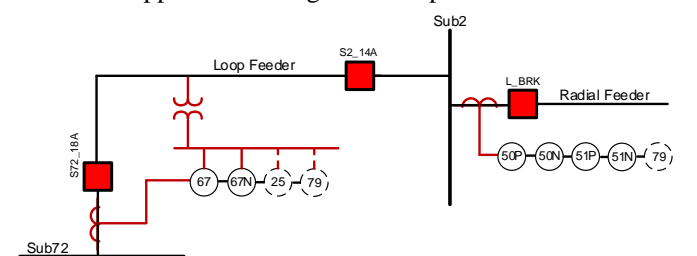 Sub2
S2_14A
Loop Feeder
L_BRK
Radial Feeder
S72_18A
50P 50N 51P 51N 79
67 67N 25 79
Sub72